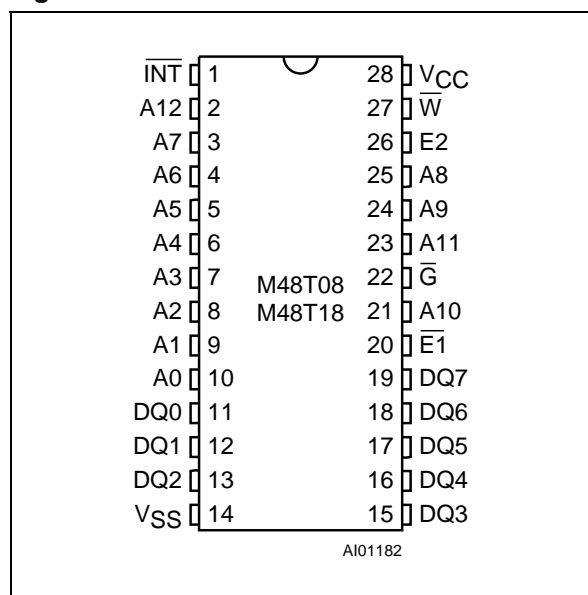 I̅N̅T̅ 1 28 VCC
A12 2 27 W̅
A7 3 26 E2
A6 4 25 A8
A5 5 24 A9
A4 6 23 A11
A3 7 M48T08 22 G̅
A2 8 M48T18 21 A10
A1 9 20 E̅1̅
A0 10 19 DQ7
DQ0 11 18 DQ6
DQ1 12 17 DQ5
DQ2 13 16 DQ4
VSS 14 15 DQ3
AI01182